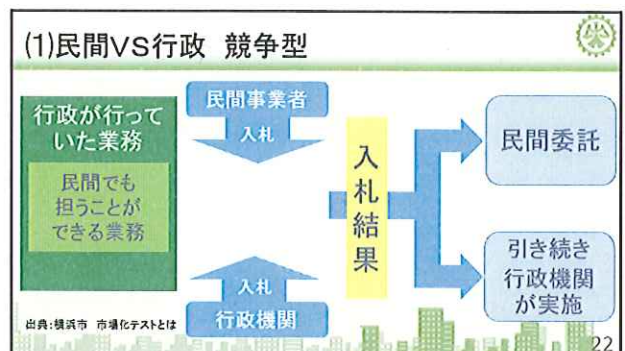 (1)民間VS行政 競争型
行政が行って
いた業務
民間でも
担うことが
できる業務
民間事業者
入札
入札
行政機関
入札結果
民間委託
引き続き
行政機関
が実施
出典:横浜市 市場化テストとは
22